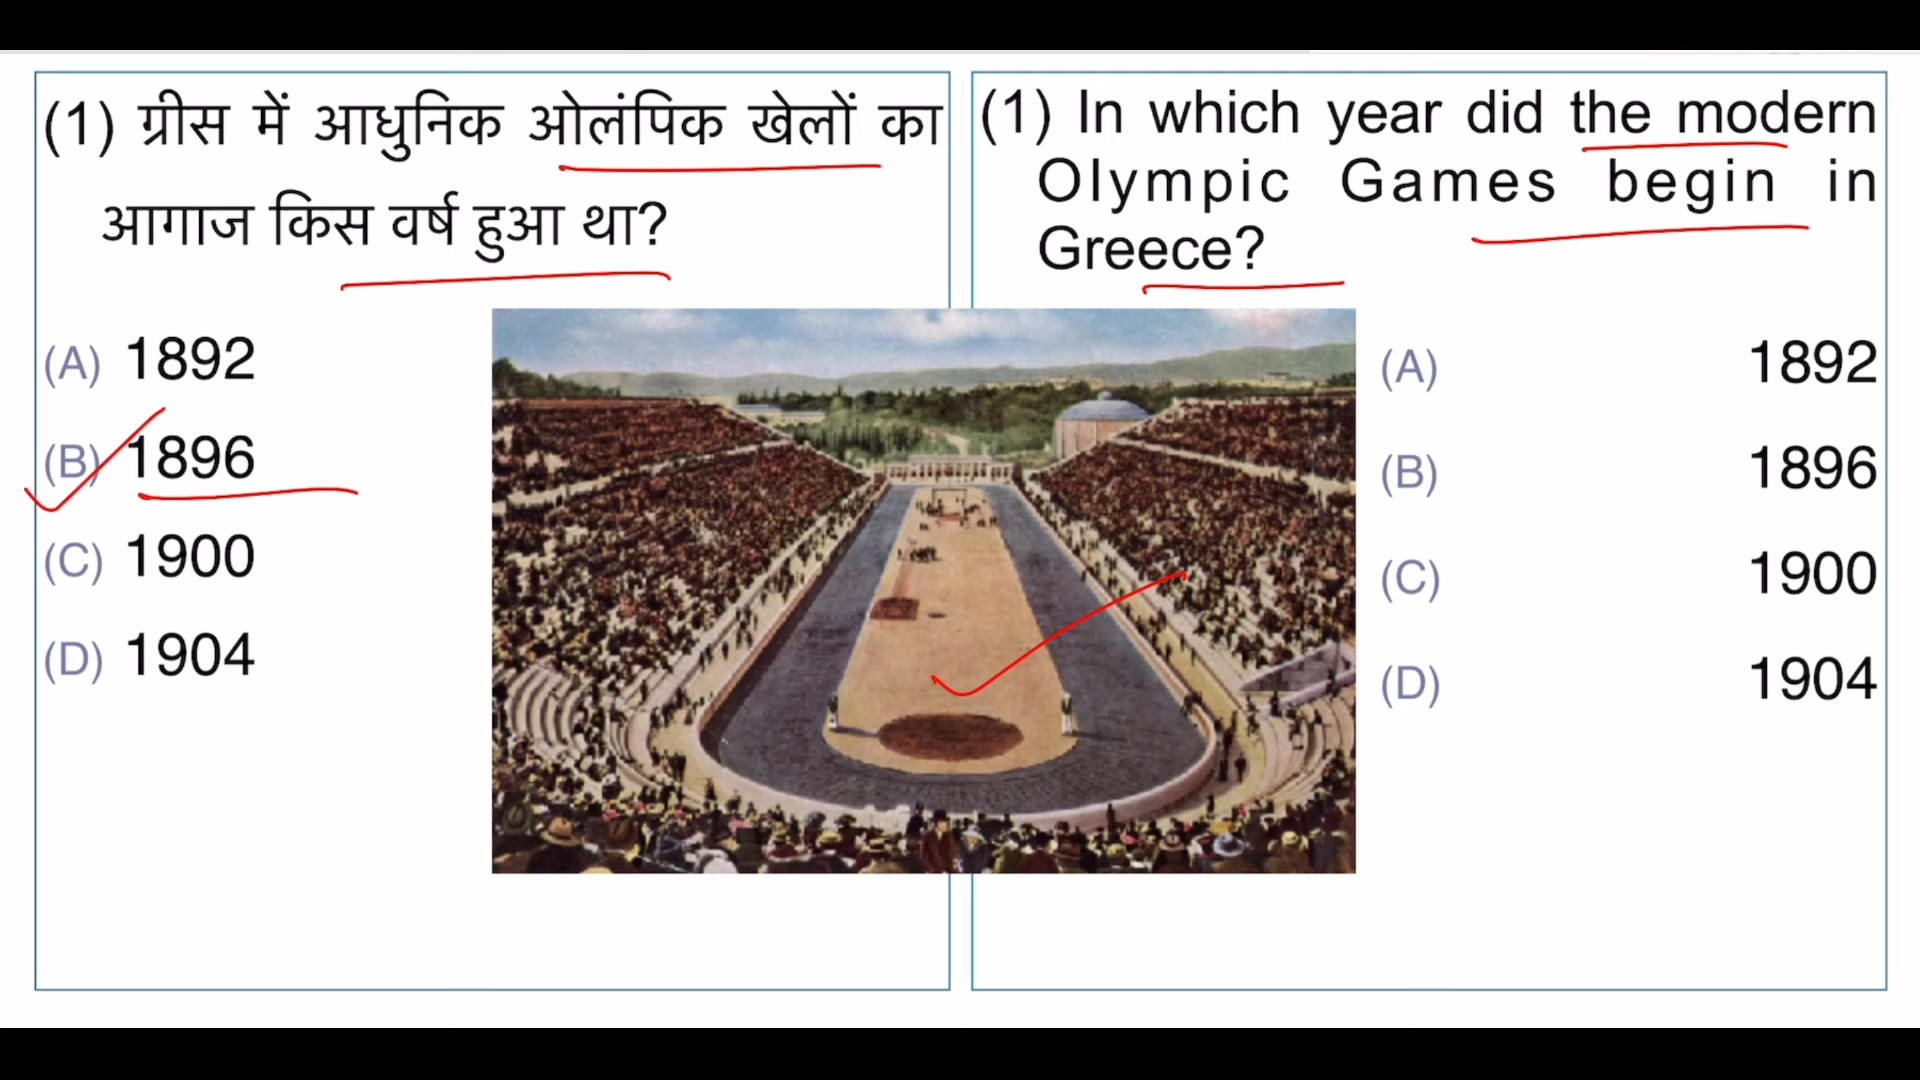 (1) ग्रीस में आधुनिक ओलंपिक खेलों का
आगाज किस वर्ष हुआ था?
(A) 1892
(B) 1896
(C) 1900
(D) 1904
(1) In which year did the modern
Olympic Games begin in
Greece?
(A) 1892
(B) 1896
(C) 1900
(D) 1904